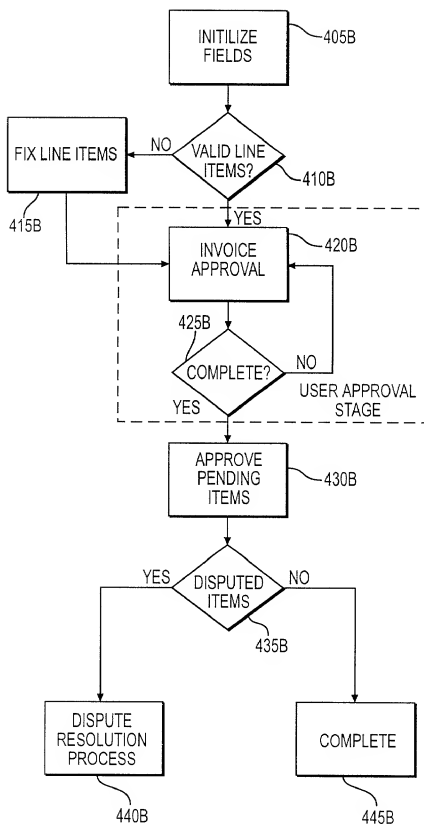 INITILIZE
FIELDS
405B
NO
VALID LINE
ITEMS?
410B
FIX LINE ITEMS
415B
YES
INVOICE
APPROVAL
420B
425B
COMPLETE?
NO
YES
USER APPROVAL
STAGE
APPROVE
PENDING
ITEMS
430B
YES
DISPUTED
ITEMS
NO
435B
DISPUTE
RESOLUTION
PROCESS
440B
COMPLETE
445B